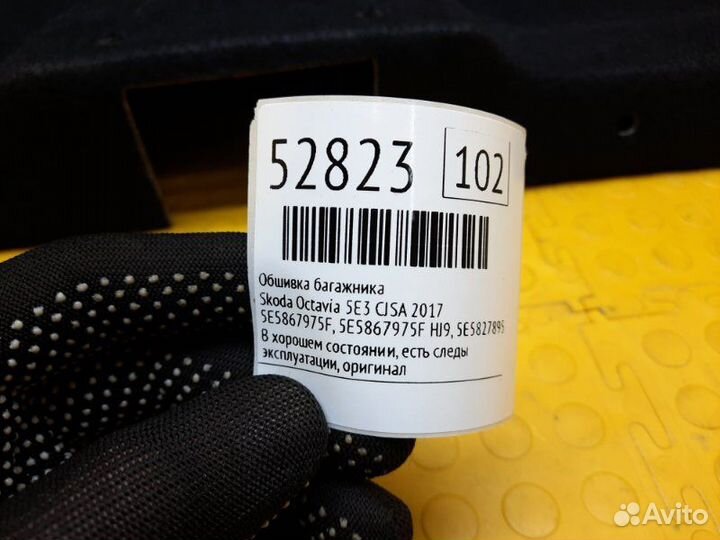 52823 102
Обшивка багажника
Skoda Octavia 5E3 CJSA 2017
5E5867975F, 5E5867975F HJ9, 5E582789S
В хорошем состоянии, есть следы
эксплуатации, оригинал
Avito